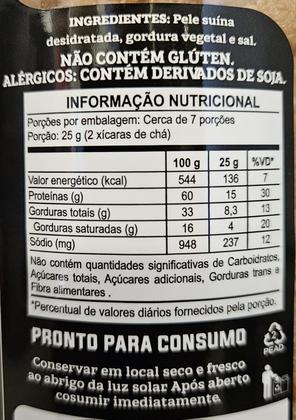 INGREDIENTES: Pele suína
desidratada, gordura vegetal e sal.
NÃO CONTÉM GLÚTEN.
ALÉRGICOS: CONTÉM DERIVADOS DE SOJA.
INFORMAÇÃO NUTRICIONAL
Porções por embalagem: Cerca de 7 porções
Porção: 25 g (2 xícaras de chá)
100 g 25 g %VD*
Valor energético (kcal) 544 136 7
Proteínas (g) 60 15 30
Gorduras totais (g) 33 8,3 13
Gorduras saturadas (g) 16 4 20
Sódio (mg) 948 237 12
Não contém quantidades significativas de Carboidratos,
Açúcares totais, Açúcares adicionais, Gorduras trans e
Fibra alimentares .
*Percentual de valores diários fornecidos pela porção.
PRONTO PARA CONSUMO
2
PEAD
Conservar em local seco e fresco
ao abrigo da luz solar. Após aberto
cosumir imediatamente.